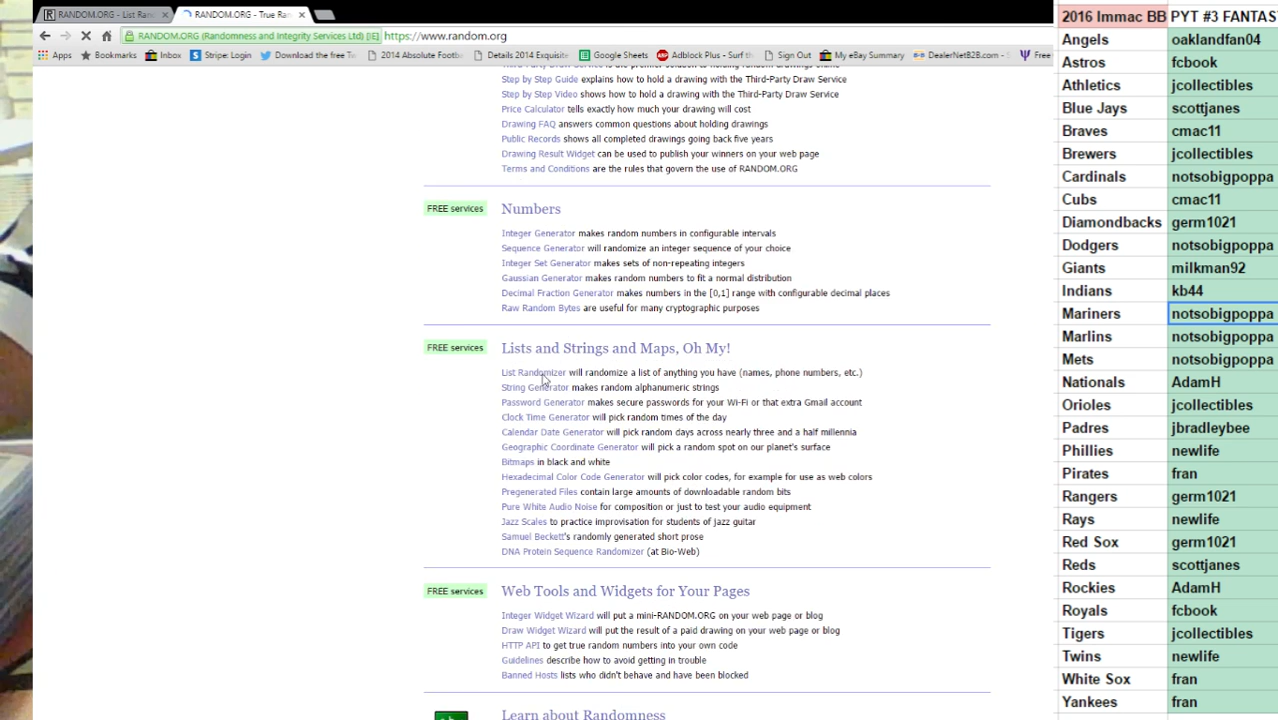 RANDOM.ORG - List Ran
RANDOM.ORG - True Ra
RANDOM.ORG (Randomness and Integrity Services Ltd) [IE]
https://www.random.org
Apps
Bookmarks
Inbox
Stripe: Login
Download the free Tw
2014 Absolute Footba
Details 2014 Exquisite
Google Sheets
Adblock Plus - Surf th
Sign Out
My eBay Summary
DealerNetB2B.com -
Free
Step by Step Guide explains how to hold a drawing with the Third-Party Draw Service
Step by Step Video shows how to hold a drawing with the Third-Party Draw Service
Price Calculator tells exactly how much your drawing will cost
Drawing FAQ answers common questions about holding drawings
Public Records shows all completed drawings going back five years
Drawing Result Widget can be used to publish your winners on your web page
Terms and Conditions are the rules that govern the use of RANDOM.ORG
FREE services
Numbers
Integer Generator makes random numbers in configurable intervals
Sequence Generator will randomize an integer sequence of your choice
Integer Set Generator makes sets of non-repeating integers
Gaussian Generator makes random numbers to fit a normal distribution
Decimal Fraction Generator makes numbers in the [0,1] range with configurable decimal places
Raw Random Bytes are useful for many cryptographic purposes
FREE services
Lists and Strings and Maps, Oh My!
List Randomizer will randomize a list of anything you have (names, phone numbers, etc.)
String Generator makes random alphanumeric strings
Password Generator makes secure passwords for your Wi-Fi or that extra Gmail account
Clock Time Generator will pick random times of the day
Calendar Date Generator will pick random days across nearly three and a half millennia
Geographic Coordinate Generator will pick a random spot on our planet's surface
Bitmaps in black and white
Hexadecimal Color Code Generator will pick color codes, for example for use as web colors
Pregenerated Files contain large amounts of downloadable random bits
Pure White Audio Noise for composition or just to test your audio equipment
Jazz Scales to practice improvisation for students of jazz guitar
Samuel Beckett's randomly generated short prose
DNA Protein Sequence Randomizer (at Bio-Web)
FREE services
Web Tools and Widgets for Your Pages
Integer Widget Wizard will put a mini-RANDOM.ORG on your web page or blog
Draw Widget Wizard will put the result of a paid drawing on your web page or blog
HTTP API to get true random numbers into your own code
Guidelines describe how to avoid getting in trouble
Banned Hosts lists who didn't behave and have been blocked
Learn about Randomness
2016 Immac BB PYT #3 FANTAS
Angels oaklandfan04
Astros fcbook
Athletics jcollectibles
Blue Jays scottjanes
Braves cmac11
Brewers jcollectibles
Cardinals notsobigpoppa
Cubs cmac11
Diamondbacks germ1021
Dodgers notsobigpoppa
Giants milkman92
Indians kb44
Mariners notsobigpoppa
Marlins notsobigpoppa
Mets notsobigpoppa
Nationals AdamH
Orioles jcollectibles
Padres jbradleybee
Phillies newlife
Pirates fran
Rangers germ1021
Rays newlife
Red Sox germ1021
Reds scottjanes
Rockies AdamH
Royals fcbook
Tigers jcollectibles
Twins newlife
White Sox fran
Yankees fran